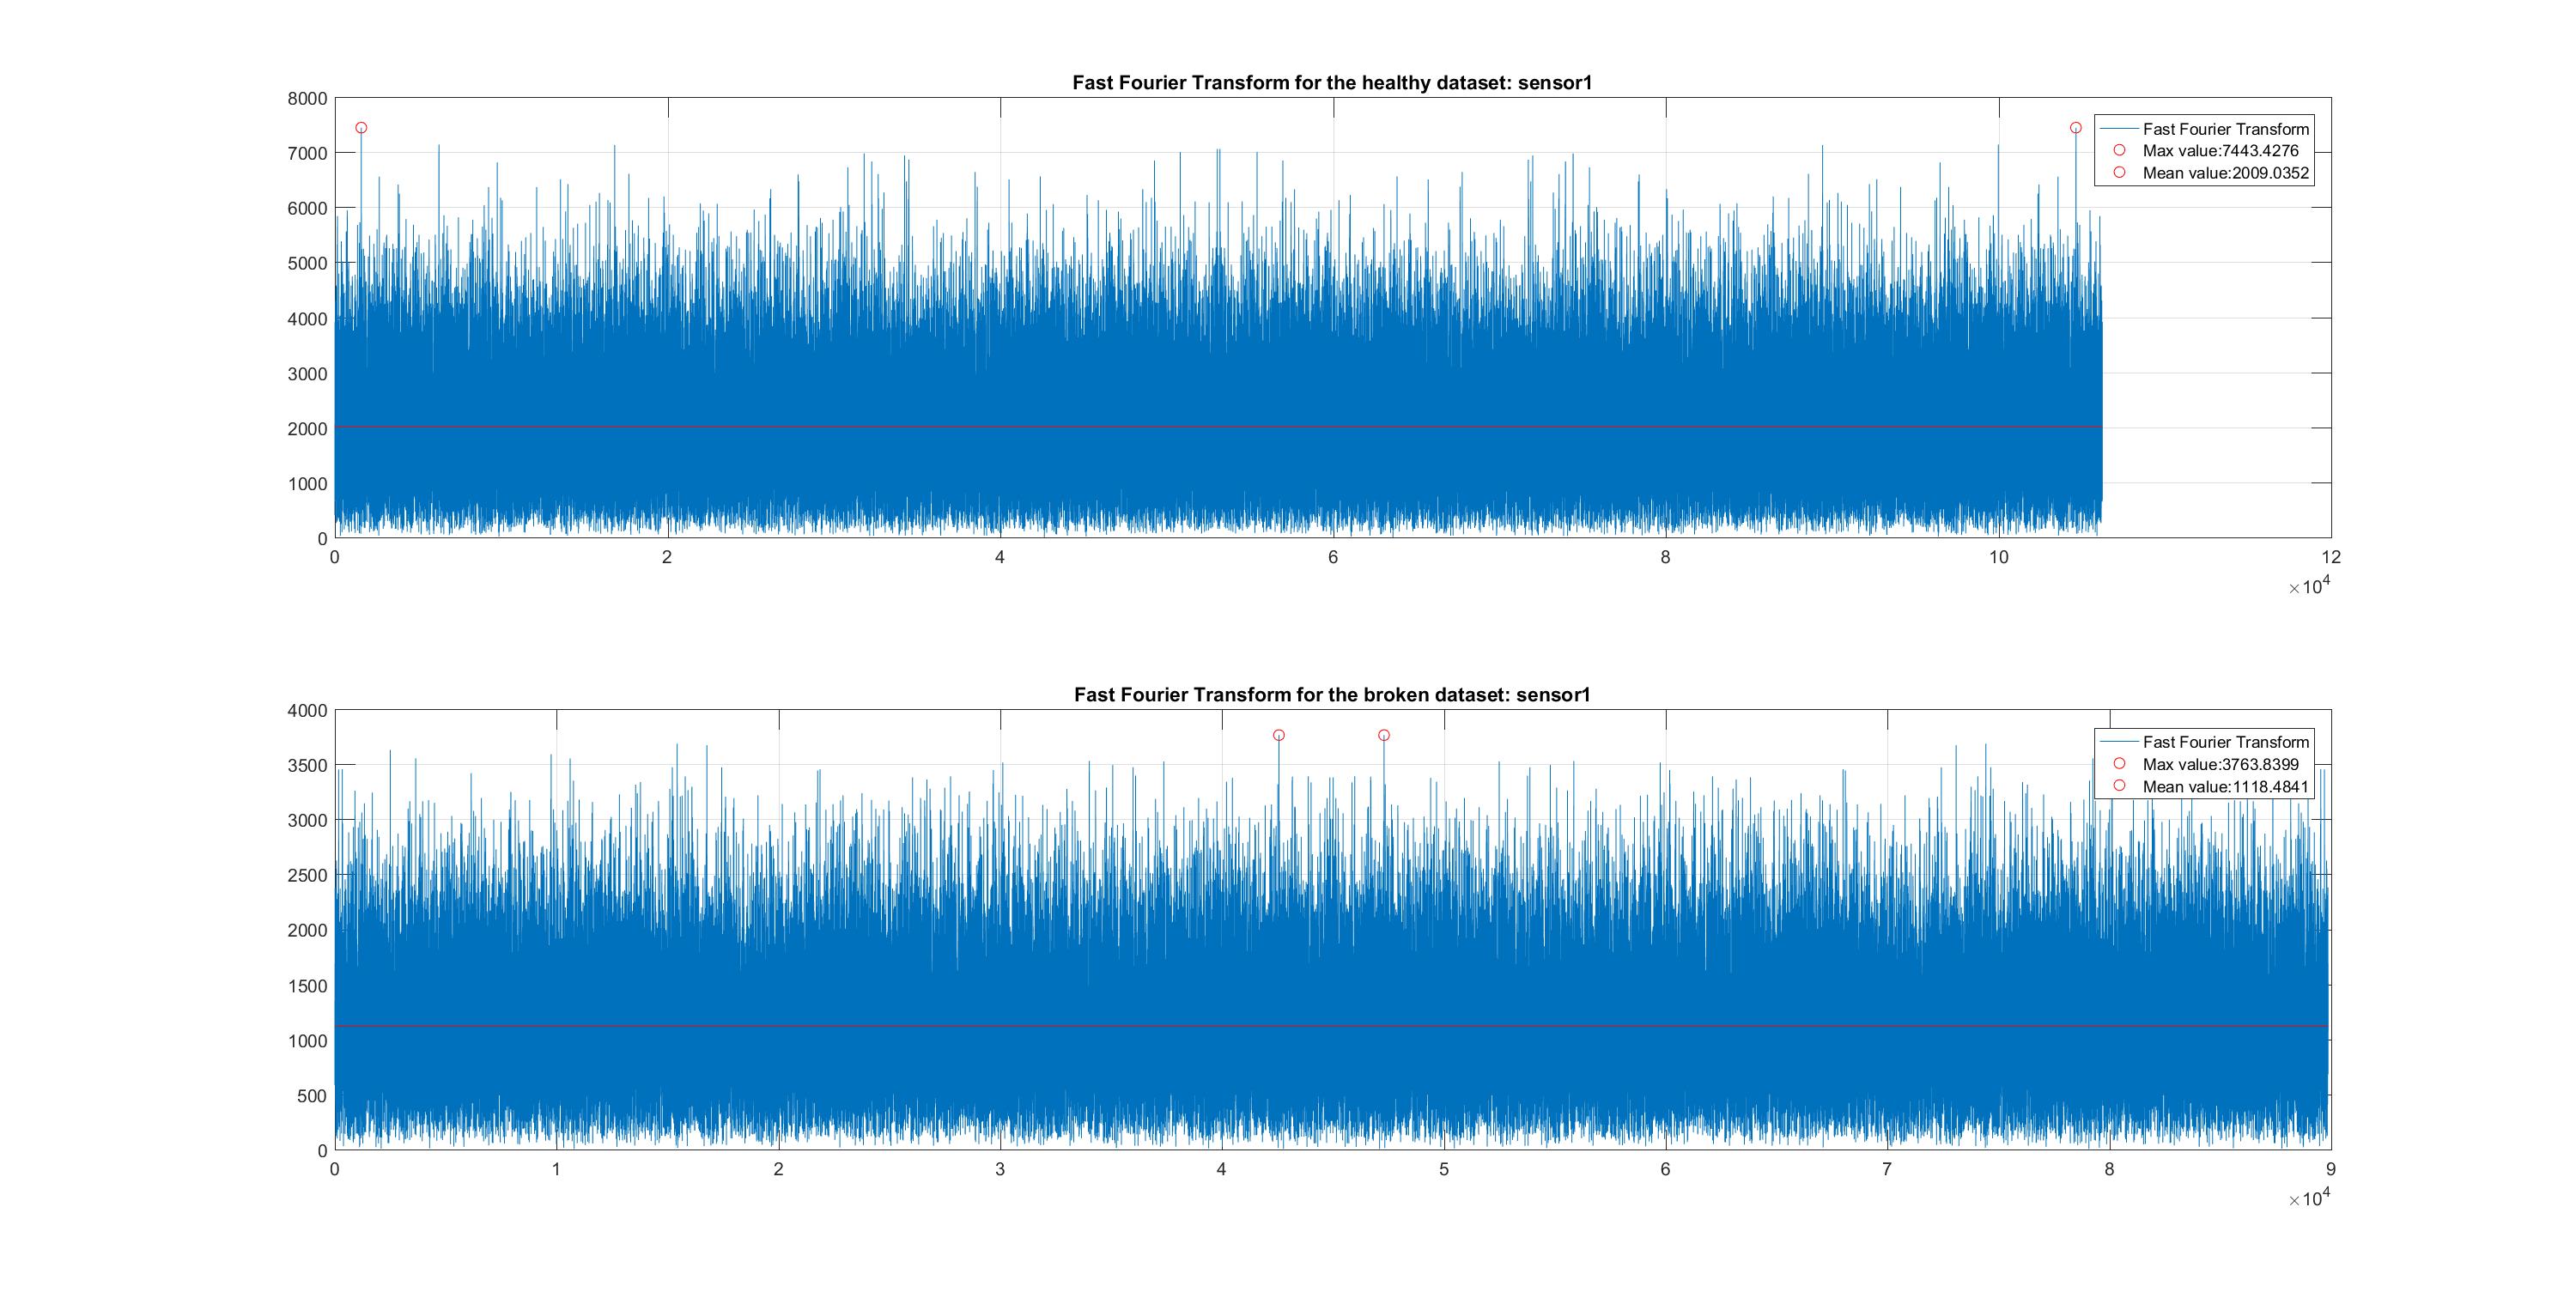 Fast Fourier Transform for the healthy dataset: sensor1
8000
7000
6000
5000
4000
3000
2000
1000
0
Fast Fourier Transform
Max value:7443.4276
Mean value:2009.0352
0 2 4 6 8 10 12
×10^4
Fast Fourier Transform for the broken dataset: sensor1
4000
3500
3000
2500
2000
1500
1000
500
0
Fast Fourier Transform
Max value:3763.8399
Mean value:1118.4841
0 1 2 3 4 5 6 7 8 9
×10^4